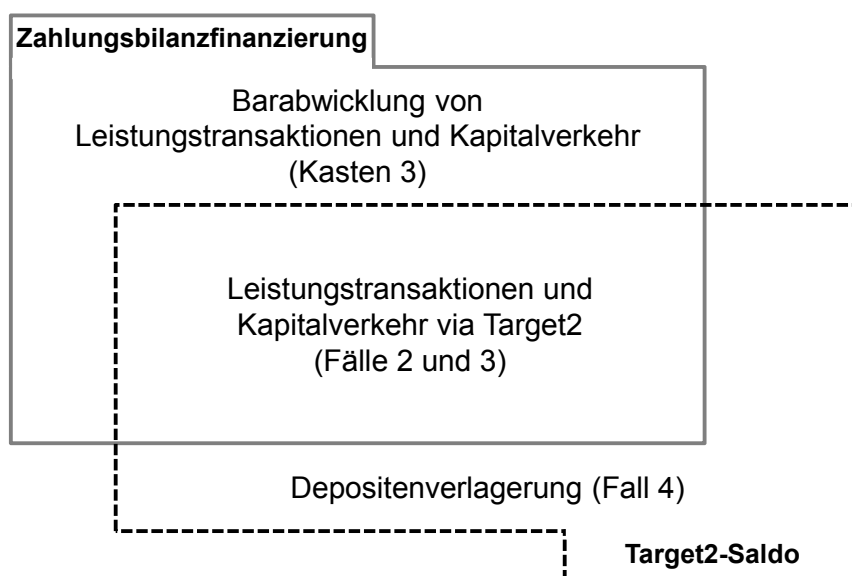 Zahlungsbilanzfinanzierung
Barabwicklung von
Leistungstransaktionen und Kapitalverkehr
(Kasten 3)
Leistungstransaktionen und
Kapitalverkehr via Target2
(Fälle 2 und 3)
Depositenverlagerung (Fall 4)
Target2-Saldo